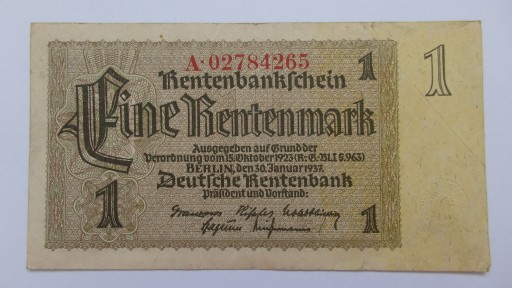 A·02784265
Rentenbankschein 1
1
Eine Rentenmark
Ausgegeben auf Grund der
Verordnung vom 15. Oktober 1923 (R:G:Bl.I S.963)
BERLIN, den 30. Januar 1937.
Deutsche Rentenbank
Präsident und Vorstand:
1
1